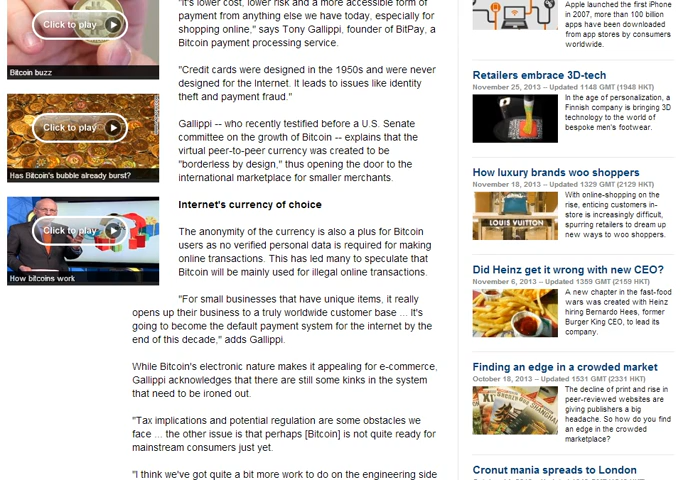 "It's lower cost, lower risk and a more accessible form of
payment from anything else we have today, especially for
shopping online," says Tony Gallippi, founder of BitPay, a
Bitcoin payment processing service.
"Credit cards were designed in the 1950s and were never
designed for the Internet. It leads to issues like identity
theft and payment fraud."
Gallippi -- who recently testified before a U.S. Senate
committee on the growth of Bitcoin -- explains that the
virtual peer-to-peer currency was created to be
"borderless by design," thus opening the door to the
international marketplace for smaller merchants.
Internet's currency of choice
The anonymity of the currency is also a plus for Bitcoin
users as no verified personal data is required for making
online transactions. This has led many to speculate that
Bitcoin will be mainly used for illegal online transactions.
"For small businesses that have unique items, it really
opens up their business to a truly worldwide customer base ... It's
going to become the default payment system for the internet by the
end of this decade," adds Gallipi.
While Bitcoin's electronic nature makes it appealing for e-commerce,
Gallipi acknowledges that there are still some kinks in the system
that need to be ironed out.
"Tax implications and potential regulation are some obstacles we
face ... the other issue is that perhaps [Bitcoin] is not quite ready for
mainstream consumers just yet.
"I think we've got quite a bit more work to do on the engineering side
Click to play
Bitcoin buzz
Click to play
Has Bitcoin's bubble already burst?
Click to play
How bitcoins work
Apple launched the first iPhone
in 2007, more than 100 billion
apps have been downloaded
from app stores by consumers
worldwide.
Retailers embrace 3D-tech
November 25, 2013 -- Updated 1148 GMT (1948 HKT)
In the age of personalization, a
Finnish company is bringing 3D
technology to the world of
bespoke men's footwear.
How luxury brands woo shoppers
November 18, 2013 -- Updated 1329 GMT (2129 HKT)
LOUIS VUITTON
With online-shopping on the
rise, enticing customers in-
store is increasingly difficult,
spurring retailers to dream up
new ways to woo shoppers.
Did Heinz get it wrong with new CEO?
November 6, 2013 -- Updated 1359 GMT (2159 HKT)
A new chapter in the fast-food
wars was created with Heinz
hiring Bernardo Hees, former
Burger King CEO, to lead its
company.
Finding an edge in a crowded market
October 18, 2013 -- Updated 1531 GMT (2331 HKT)
The decline of print and rise in
peer-reviewed websites are
giving publishers a big
headache. So how do you find
an edge in the crowded
marketplace?
Cronut mania spreads to London